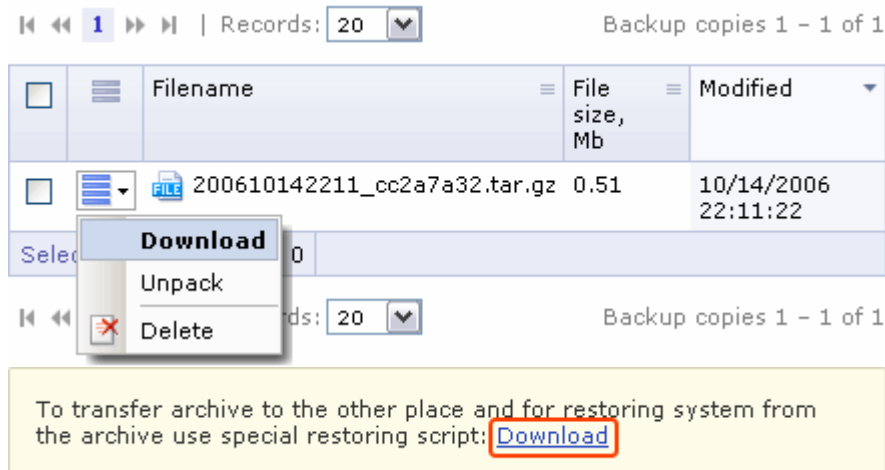 1 | Records: 20 Backup copies 1 – 1 of 1
Filename File size, Mb Modified
FILE 200610142211_cc2a7a32.tar.gz 0.51 10/14/2006 22:11:22
Download
0
Unpack
20 Backup copies 1 – 1 of 1
Delete
To transfer archive to the other place and for restoring system from
the archive use special restoring script: Download